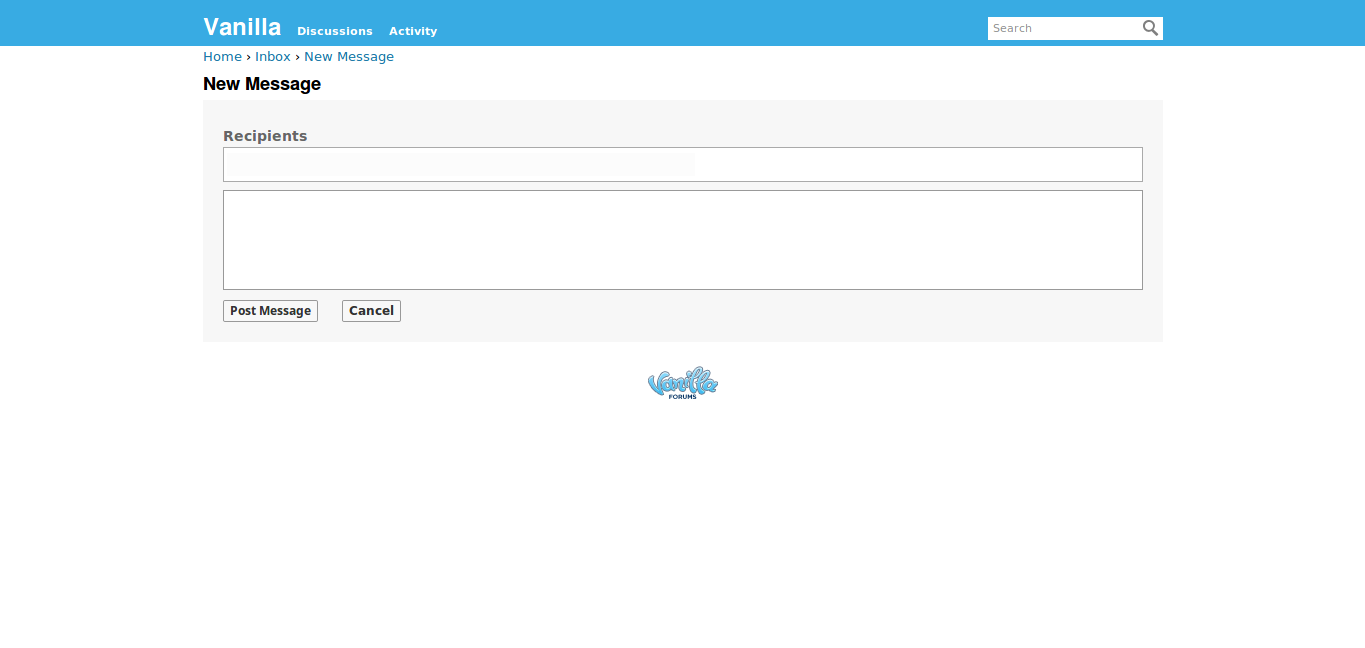 Vanilla Discussions Activity Search
Home › Inbox › New Message
New Message
Recipients
Post Message Cancel
Vanilla
FORUMS